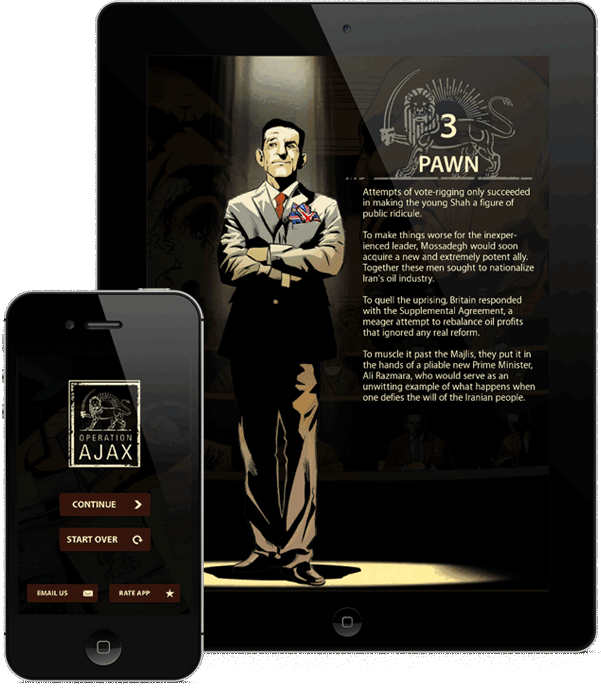 3
PAWN
Attempts of vote-rigging only succeeded
in making the young Shah a figure of
public ridicule.
To make things worse for the inexper-
ienced leader, Mossadegh would soon
acquire a new and extremely potent ally.
Together these men sought to nationalize
Iran's oil industry.
To quell the uprising, Britain responded
with the Supplemental Agreement, a
meager attempt to rebalance oil profits
that ignored any real reform.
To muscle it past the Majlis, they put it in
the hands of a pliable new Prime Minister,
Ali Razmara, who would serve as an
unwitting example of what happens when
one defies the will of the Iranian people.
OPERATION
AJAX
CONTINUE
START OVER
EMAIL US
RATE APP